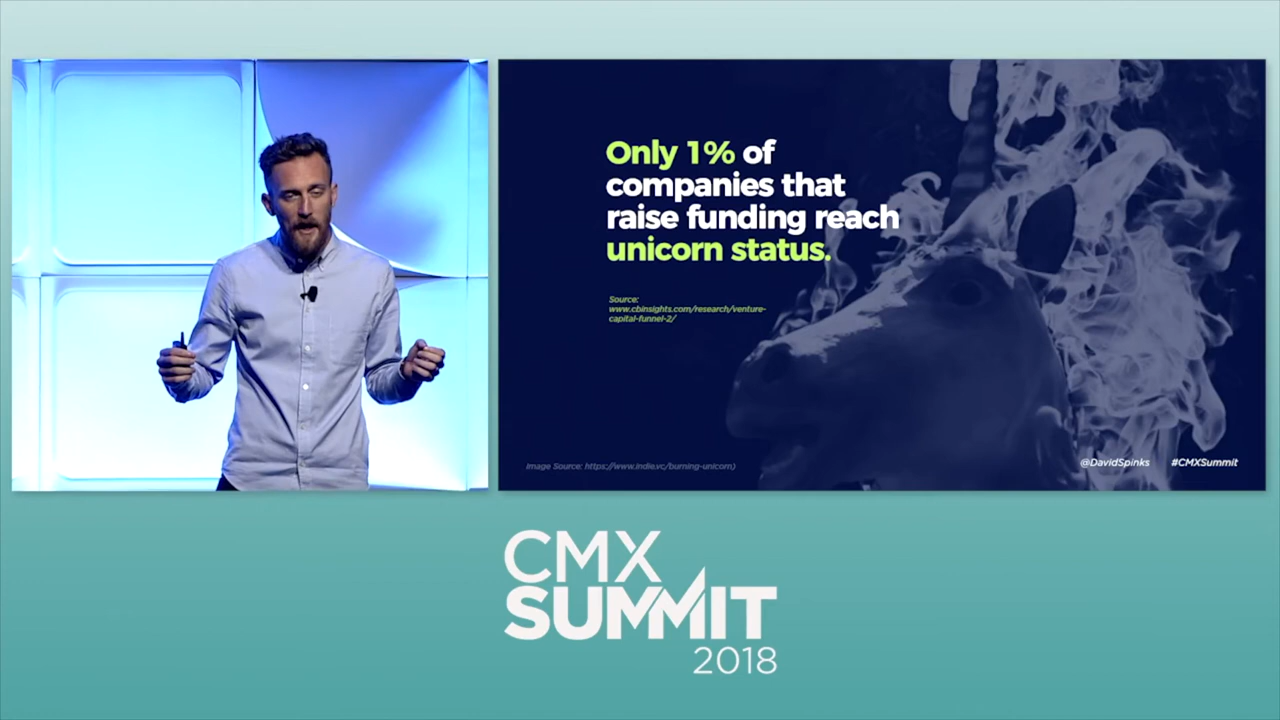 Only 1% of
companies that
raise funding reach
unicorn status.
Source:
www.cbinsights.com/research/venture-
capital-funnel-2/
Image Source: https://www.indie.vc/burning-unicorn)
@DavidSpinks #CMXSummit
CMX
SUMMIT
2018